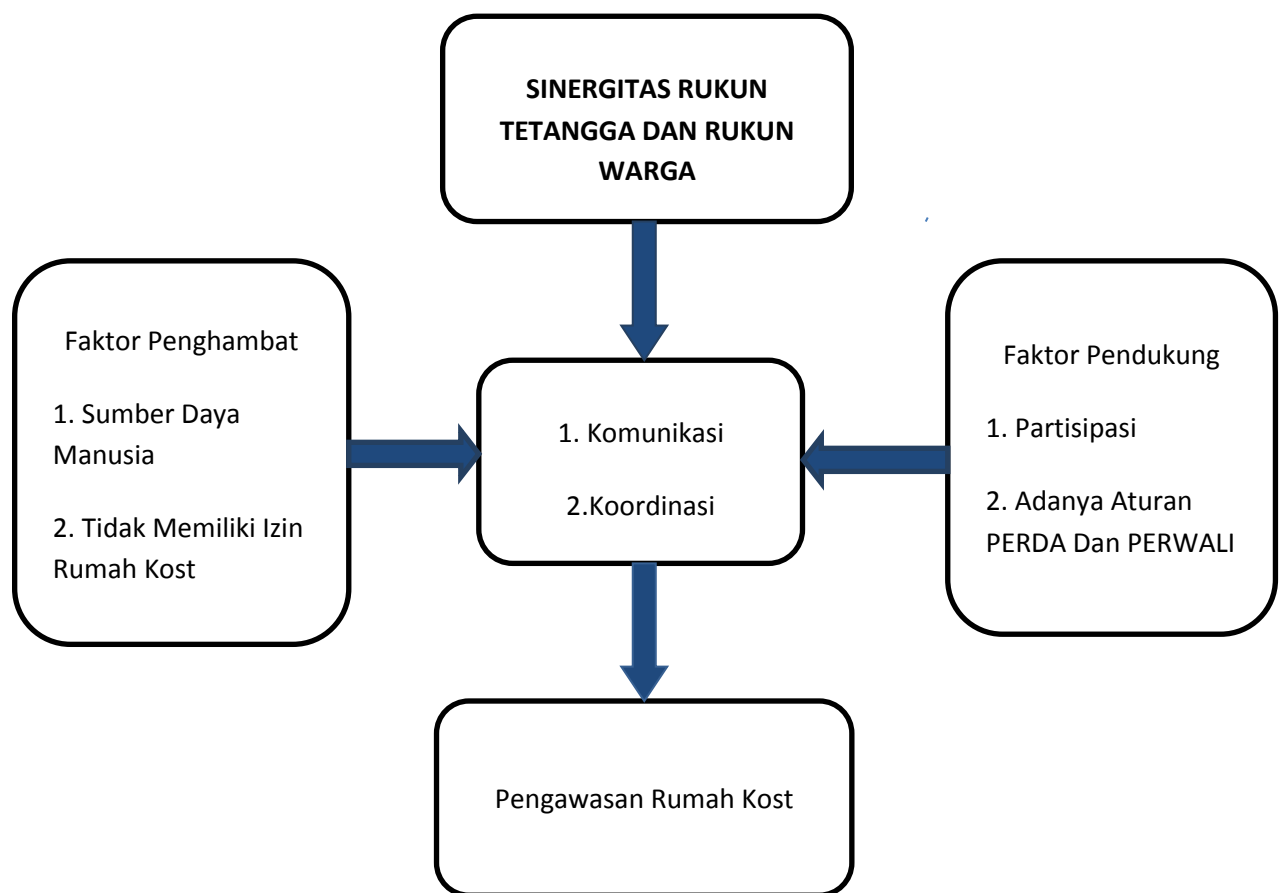 SINERGITAS RUKUN
TETANGGA DAN RUKUN
WARGA
Faktor Penghambat
1. Sumber Daya
Manusia
2. Tidak Memiliki Izin
Rumah Kost
1. Komunikasi
2.Koordinasi
Faktor Pendukung
1. Partisipasi
2. Adanya Aturan
PERDA Dan PERWALI
Pengawasan Rumah Kost